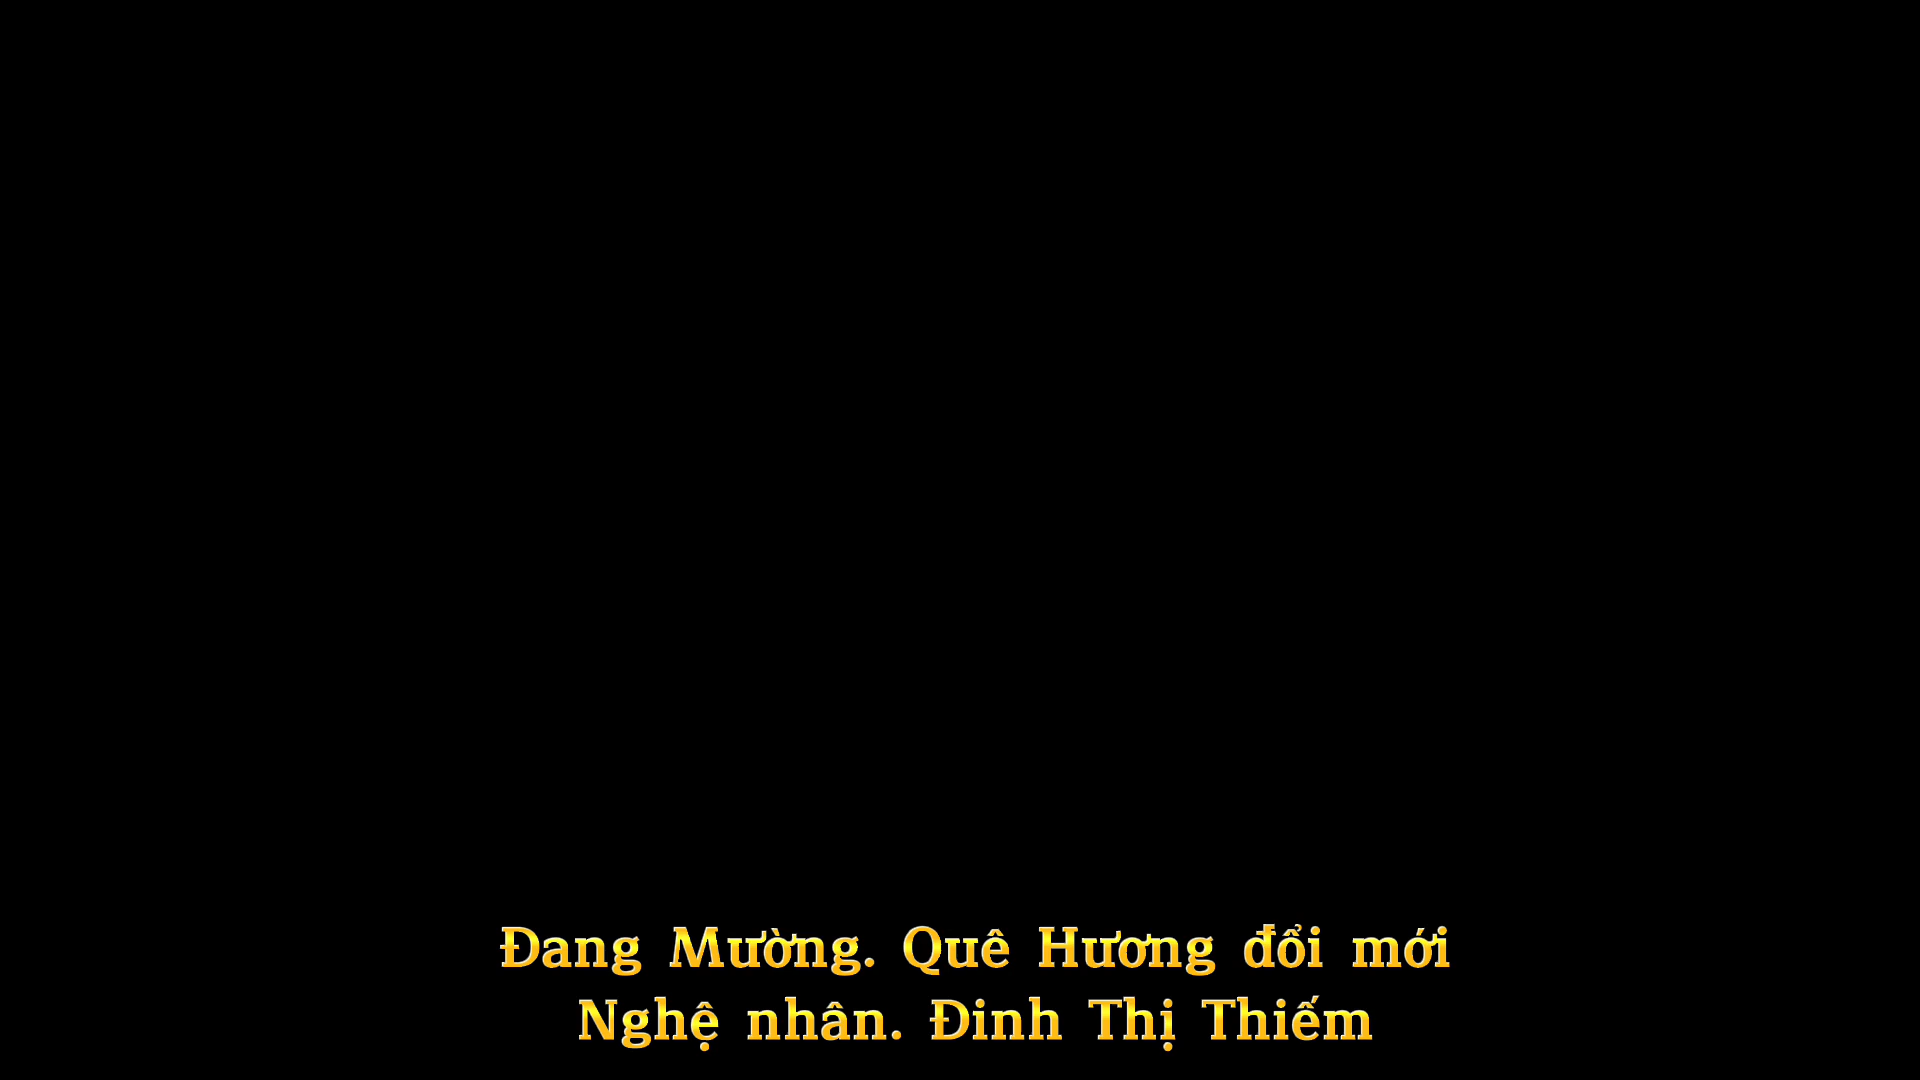 Đang Mường. Quê Hương đổi mới
Nghệ nhân. Đinh Thị Thiếm